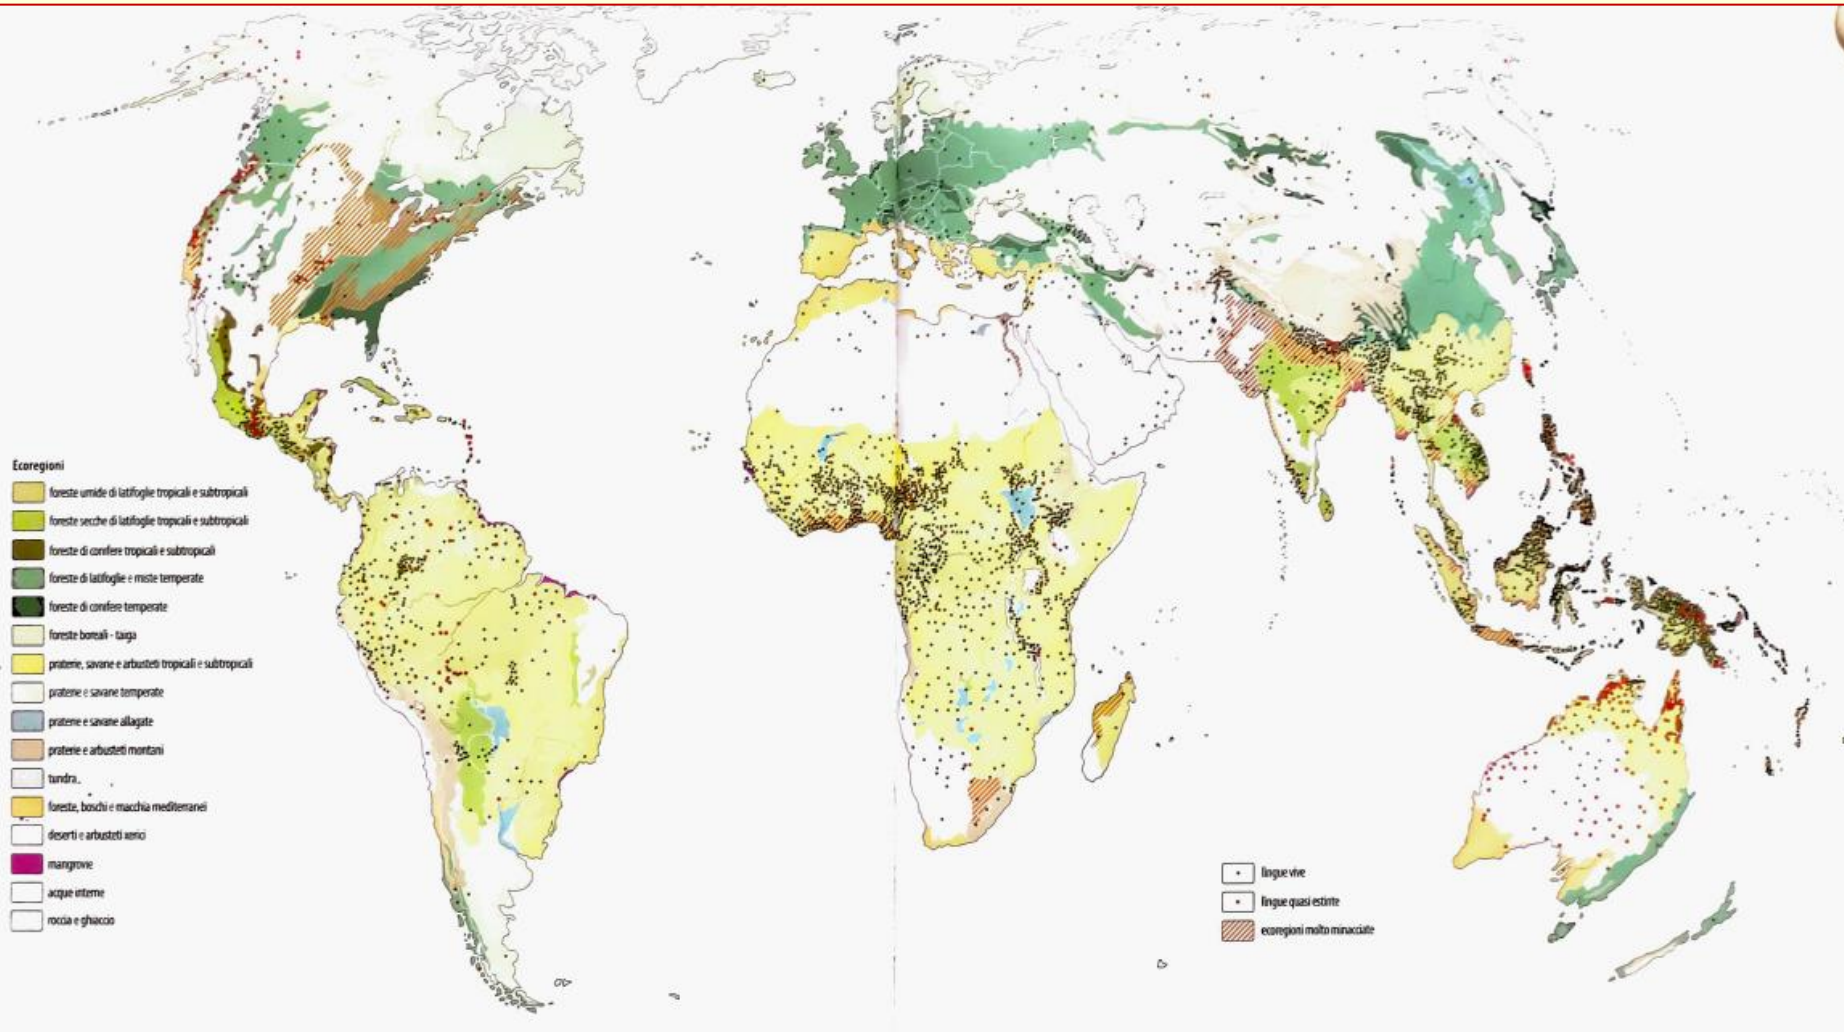 Ecoregioni
foreste umide di latifoglie tropicali e subtropicali
foreste secche di latifoglie tropicali e subtropicali
foreste di conifere tropicali e subtropicali
foreste di latifoglie e miste temperate
foreste di conifere temperate
foreste boreali - taiga
praterie, savane e arbusteti tropicali e subtropicali
praterie e savane temperate
praterie e savane allagate
praterie e arbusteti montani
tundra
foreste, boschi e macchia mediterranei
deserti e arbusteti xerici
mangrovie
acque interne
roccia e ghiaccio
lingue vive
lingue quasi estinte
ecoregioni molto minacciate